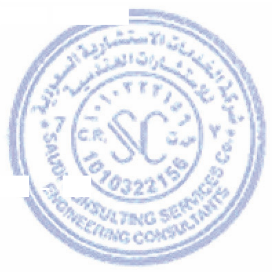 شركة الخدمات الاستشارية السعودية
للاستشارات الهندسية
١٠١٠٣٢٢١٥٦
C.R.
س.ت
SC
1010322156
SAUDI CONSULTING SERVICES Co.
ENGINEERING CONSULTANTS